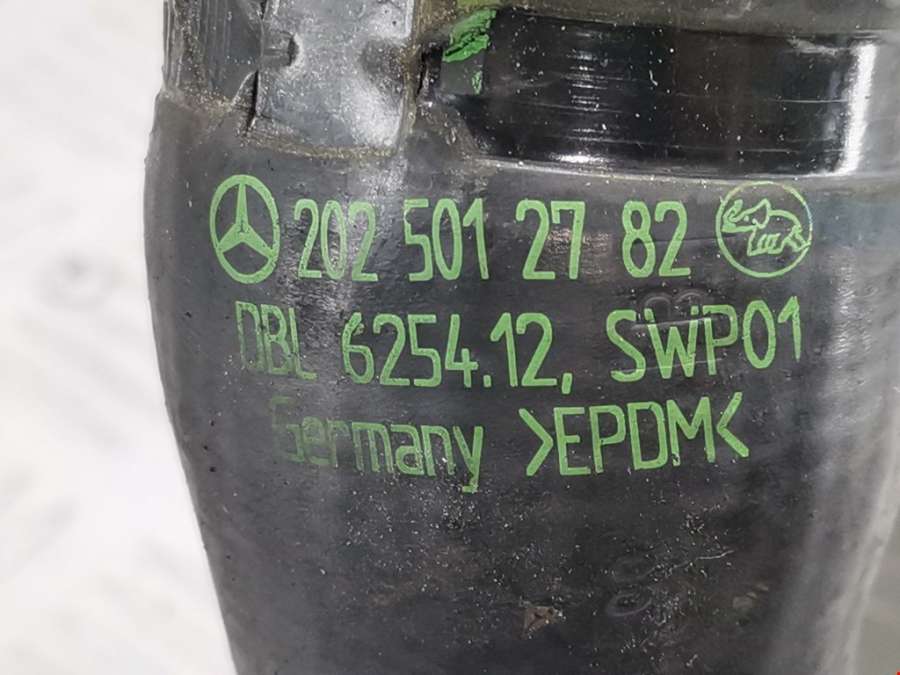 202 501 27 82
DBL 6254.12, SWP01
Germany >EPDM<